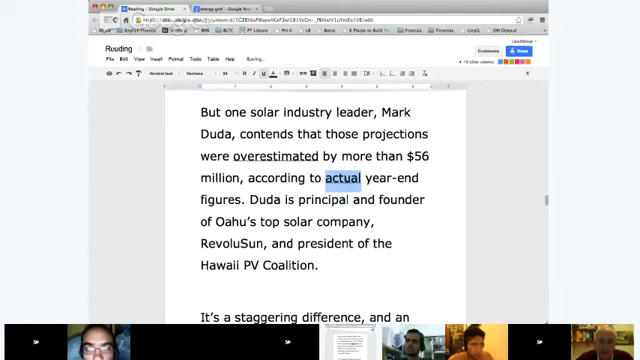 Reading
File Edit View Insert Format Tools Table Help
Saving...
Comments
Share
Normal text
But one solar industry leader, Mark
Duda, contends that those projections
were overestimated by more than $56
million, according to actual year-end
figures. Duda is principal and founder
of Oahu's top solar company,
RevoluSun, and president of the
Hawaii PV Coalition.
It's a staggering difference, and an